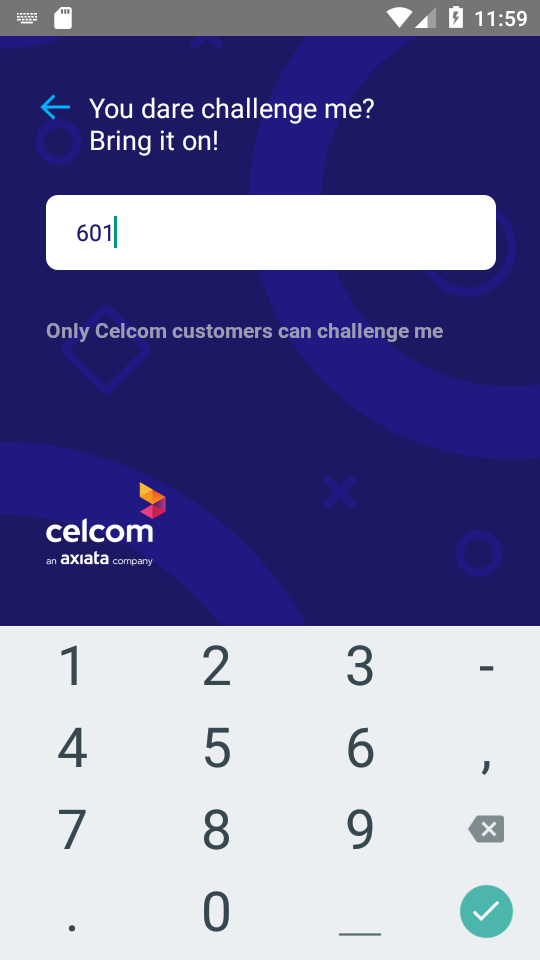 11:59
You dare challenge me?
Bring it on!
601
Only Celcom customers can challenge me
celcom
an axiata company
1 2 3 -
4 5 6 ,
7 8 9
. 0 _